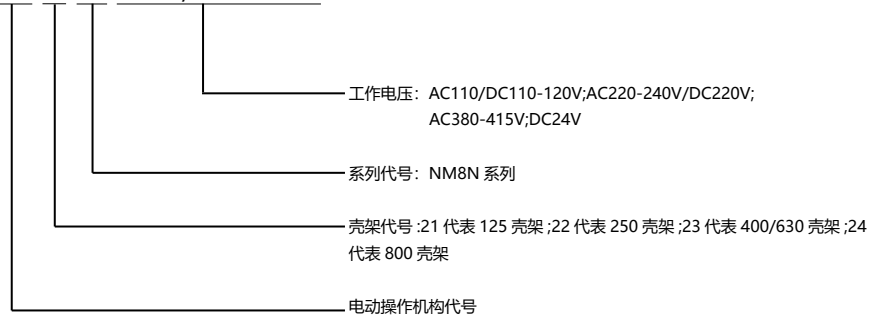 工作电压：AC110/DC110-120V;AC220-240V/DC220V;
AC380-415V;DC24V
系列代号：NM8N 系列
壳架代号 :21 代表 125 壳架 ;22 代表 250 壳架 ;23 代表 400/630 壳架 ;24
代表 800 壳架
电动操作机构代号